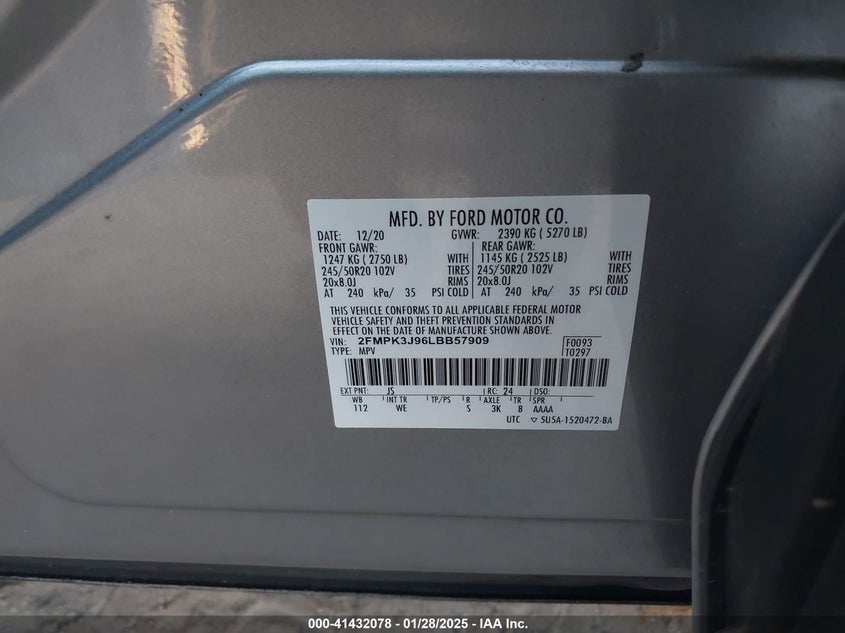 MFD. BY FORD MOTOR CO.
DATE: 12/20 GVWR: 2390 KG ( 5270 LB)
FRONT GAWR: REAR GAWR:
1247 KG ( 2750 LB) WITH 1145 KG ( 2525 LB) WITH
245/50R20 102V TIRES 245/50R20 102V TIRES
20x8.0J RIMS 20x8.0J RIMS
AT 240 kPa/ 35 PSI COLD AT 240 kPa/ 35 PSI COLD
THIS VEHICLE CONFORMS TO ALL APPLICABLE FEDERAL MOTOR
VEHICLE SAFETY AND THEFT PREVENTION STANDARDS IN
EFFECT ON THE DATE OF MANUFACTURE SHOWN ABOVE.
VIN: 2FMPK3J96LBB57909 F0093
TYPE: MPV T0297
EXT PNT: JS RC: 24 DSO:
WB INT TR TP/PS R AXLE TR SPR
112 WE S 3K 8 AAAA
UTC ▽ 5U5A-1520472-BA
000-41432078 - 01/28/2025 - IAA Inc.